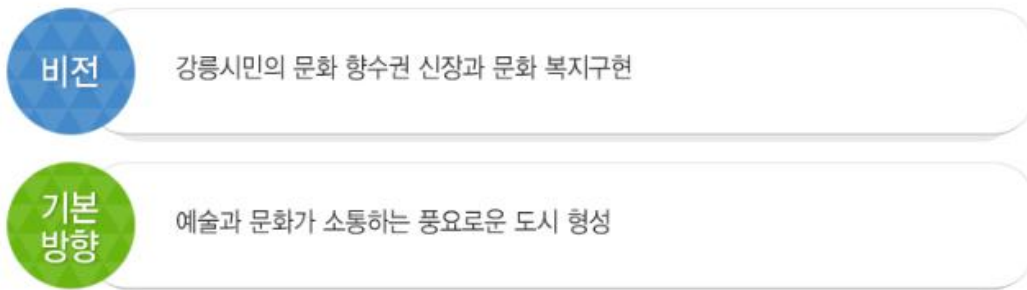 비전
강릉시민의 문화 향수권 신장과 문화 복지구현
기본
방향
예술과 문화가 소통하는 풍요로운 도시 형성